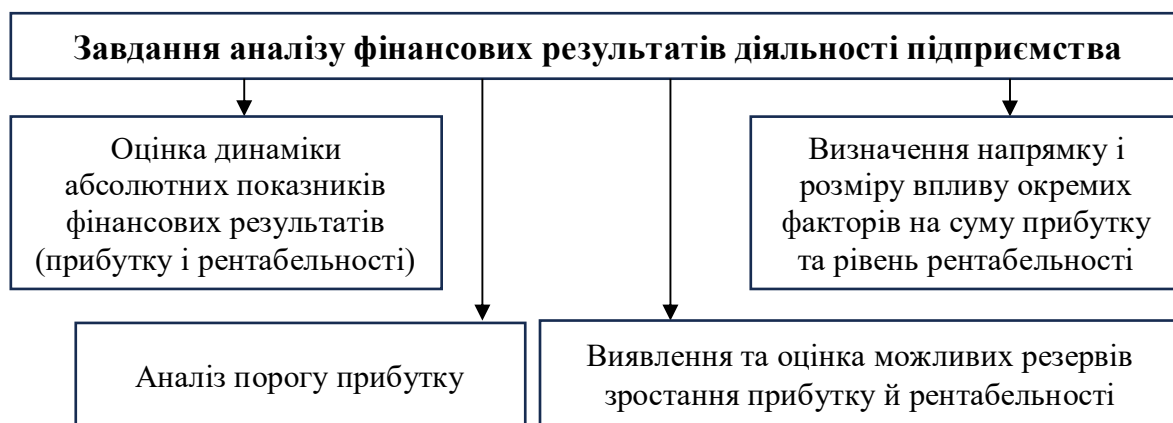 Завдання аналізу фінансових результатів діяльності підприємства
Оцінка динаміки
абсолютних показників
фінансових результатів
(прибутку і рентабельності)
Визначення напрямку і
розміру впливу окремих
факторів на суму прибутку
та рівень рентабельності
Аналіз порогу прибутку
Виявлення та оцінка можливих резервів
зростання прибутку й рентабельності